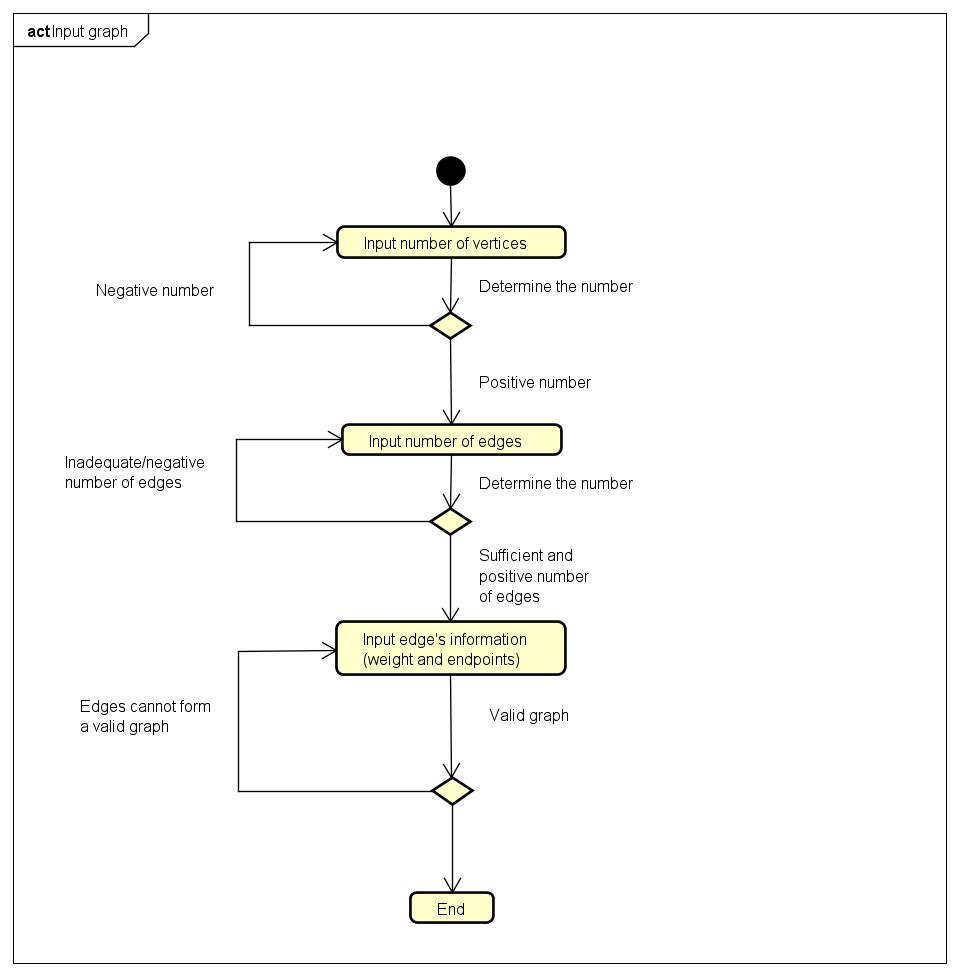 act Input graph
Input number of vertices
Determine the number
Negative number
Positive number
Input number of edges
Inadequate/negative
number of edges
Determine the number
Sufficient and
positive number
of edges
Input edge's information
(weight and endpoints)
Edges cannot form
a valid graph
Valid graph
End